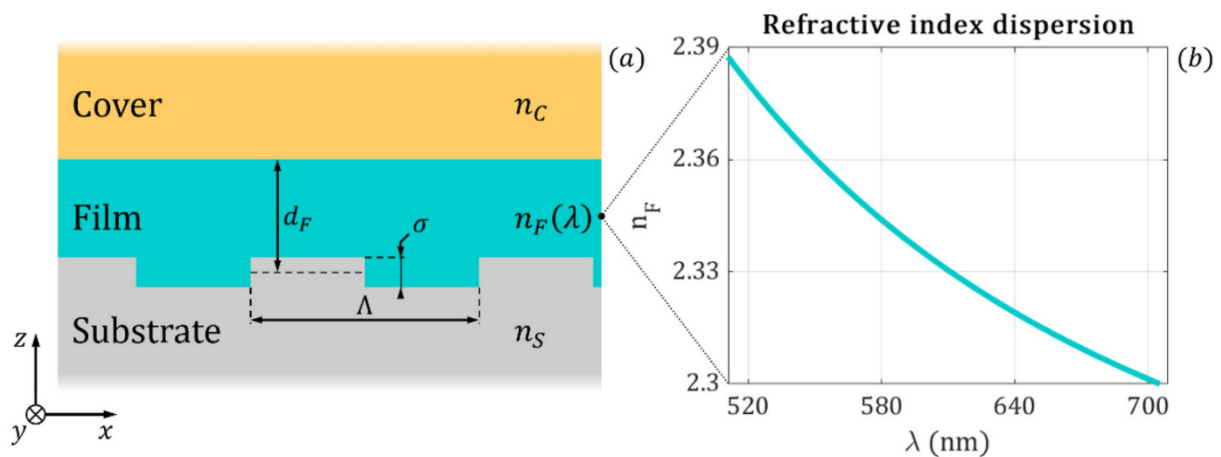 (a)
Cover n_C
Film d_F n_F(λ)
σ
Λ
Substrate n_S
z
y x
Refractive index dispersion
(b)
2.39
2.36
2.33
2.3
n_F
520 580 640 700
λ (nm)